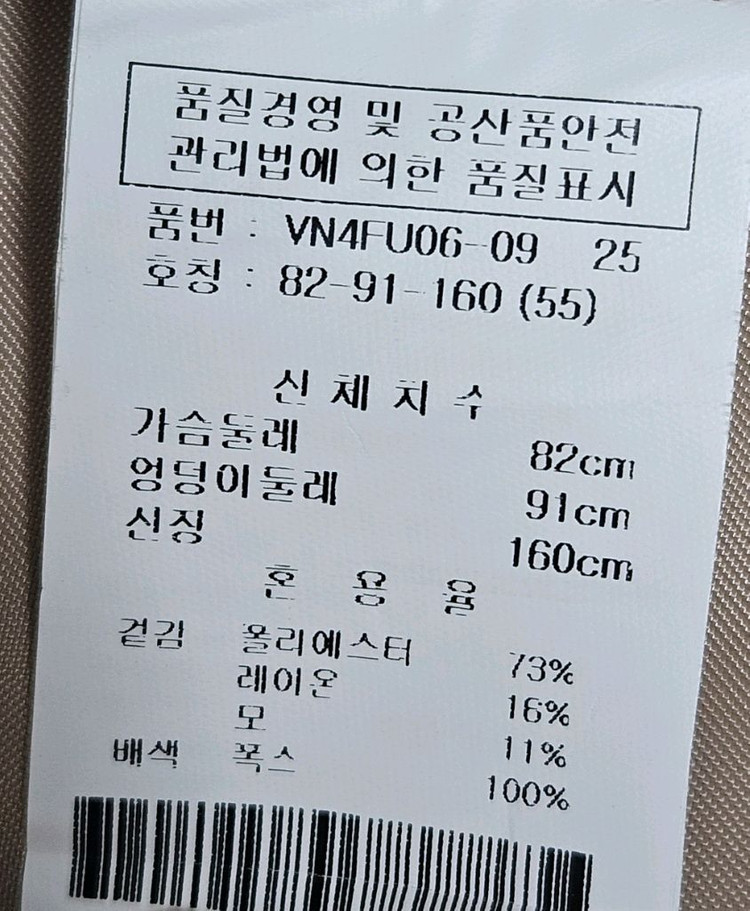 품질경영 및 공산품안전
관리법에 의한 품질표시
품번 : VN4FU06-09 25
호칭 : 82-91-160 (55)
신체치수
가슴둘레 82cm
엉덩이둘레 91cm
신장 160cm
혼용율
겉감 폴리에스터 73%
레이온 16%
모 11%
배색 폭스 100%